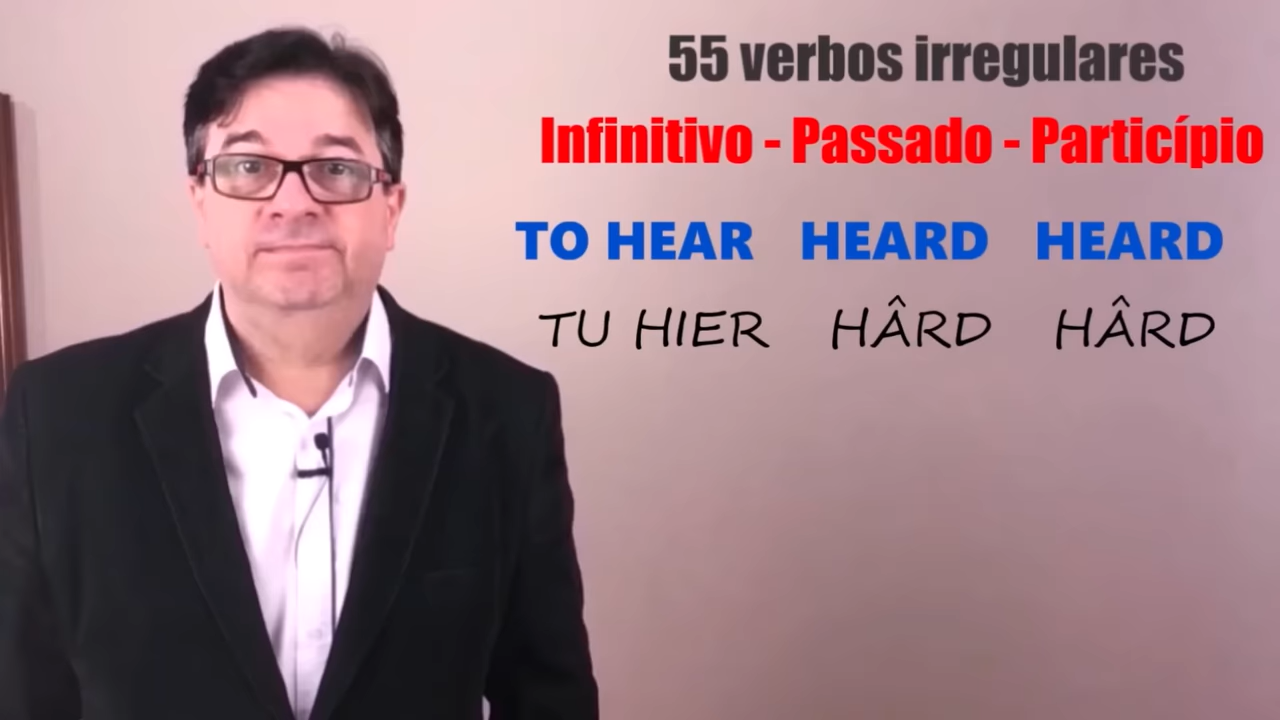 55 verbos irregulares
Infinitivo - Passado - Particípio
TO HEAR HEARD HEARD
TU HIER HÂRD HÂRD